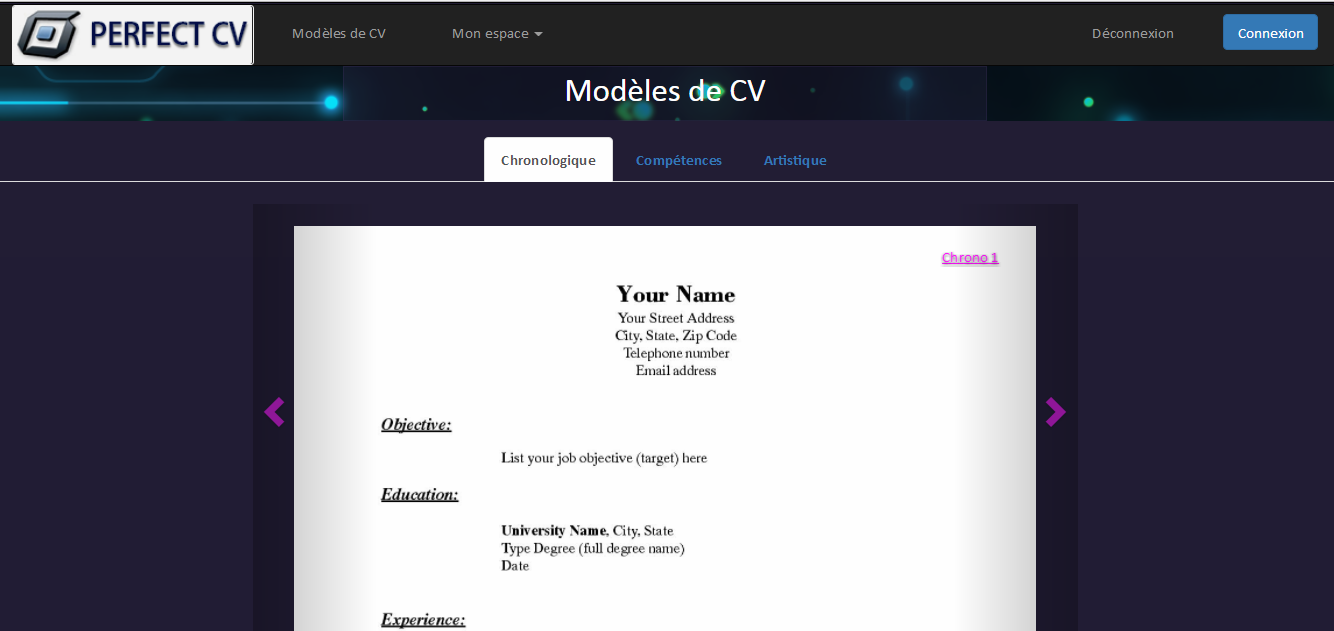 PERFECT CV
Modèles de CV
Mon espace
Déconnexion
Connexion
Modèles de CV
Chronologique
Compétences
Artistique
Chrono 1
Your Name
Your Street Address
City, State, Zip Code
Telephone number
Email address
Objective:
List your job objective (target) here
Education:
University Name, City, State
Type Degree (full degree name)
Date
Experience: